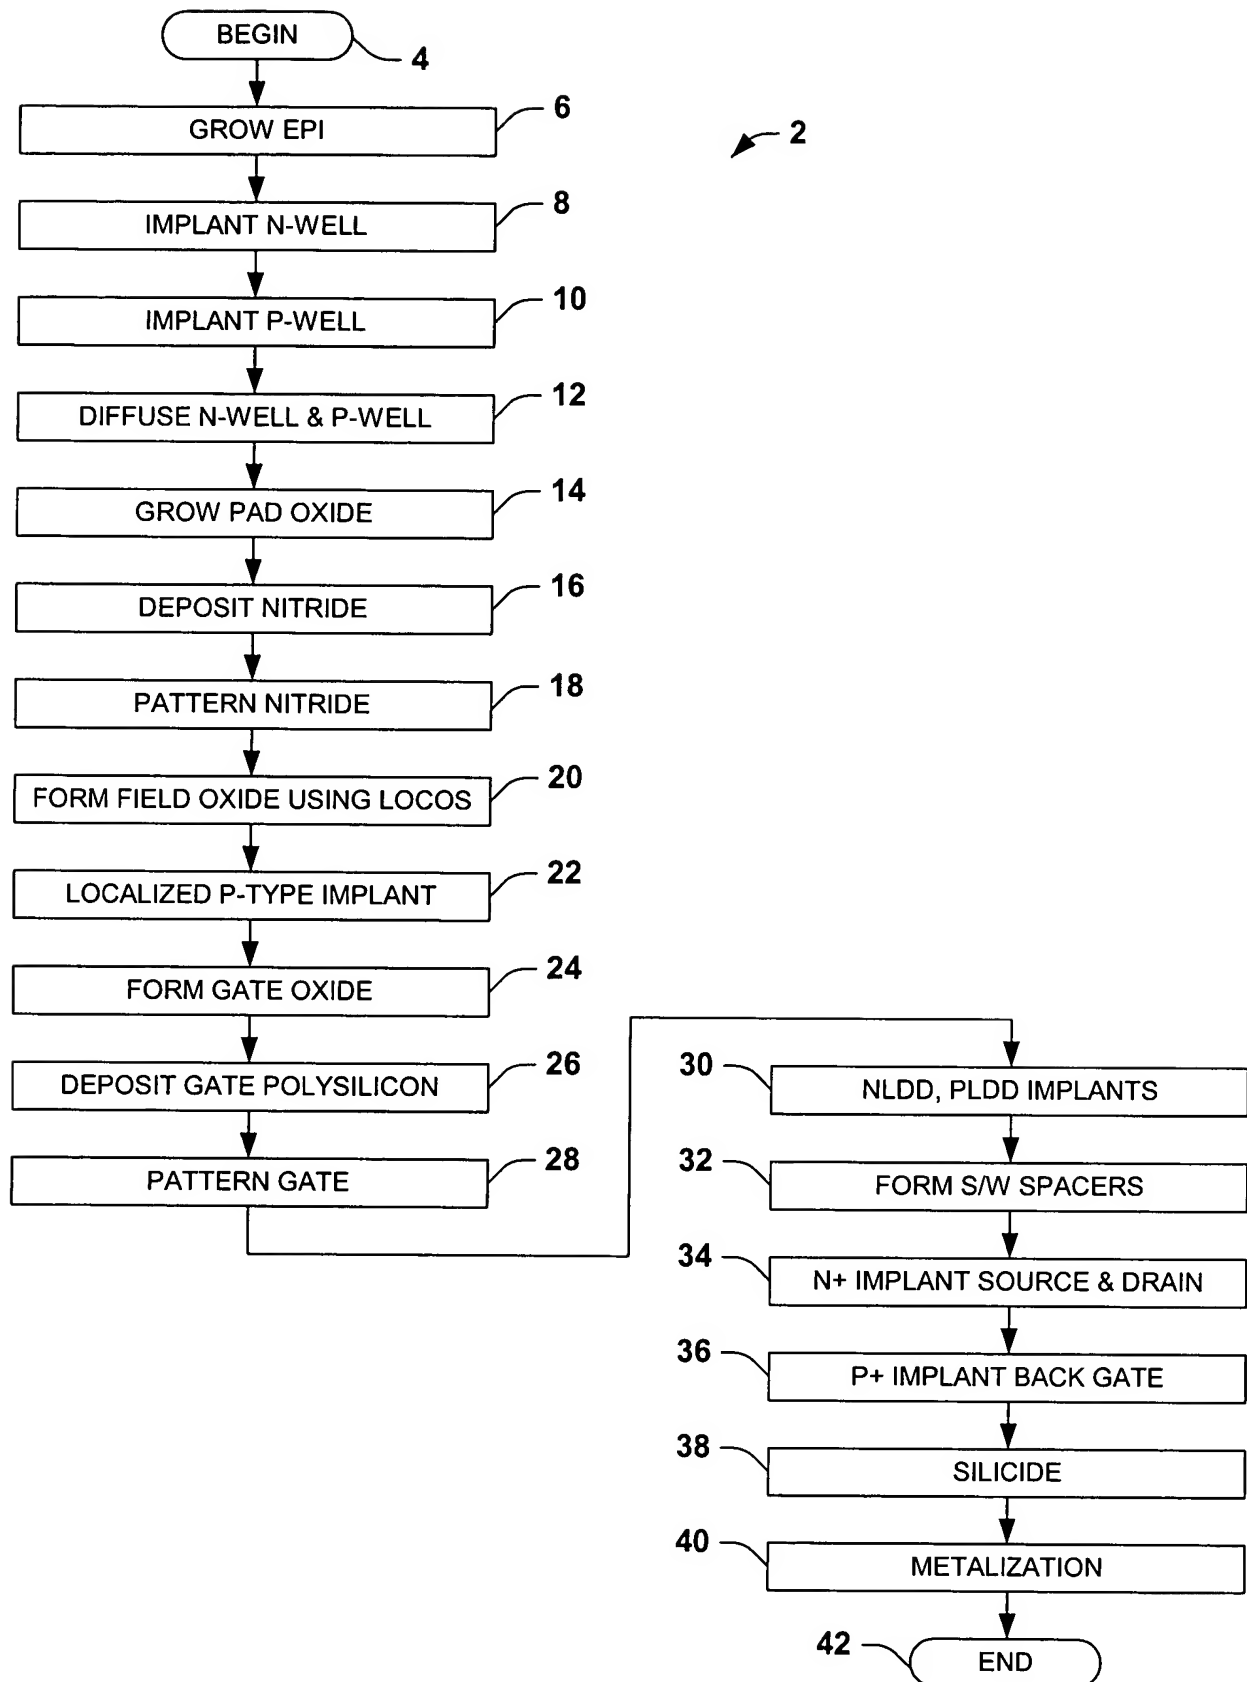 BEGIN
4
6
GROW EPI
2
8
IMPLANT N-WELL
10
IMPLANT P-WELL
12
DIFFUSE N-WELL & P-WELL
14
GROW PAD OXIDE
16
DEPOSIT NITRIDE
18
PATTERN NITRIDE
20
FORM FIELD OXIDE USING LOCOS
22
LOCALIZED P-TYPE IMPLANT
24
FORM GATE OXIDE
26
DEPOSIT GATE POLYSILICON
28
PATTERN GATE
30
NLDD, PLDD IMPLANTS
32
FORM S/W SPACERS
34
N+ IMPLANT SOURCE & DRAIN
36
P+ IMPLANT BACK GATE
38
SILICIDE
40
METALIZATION
42
END